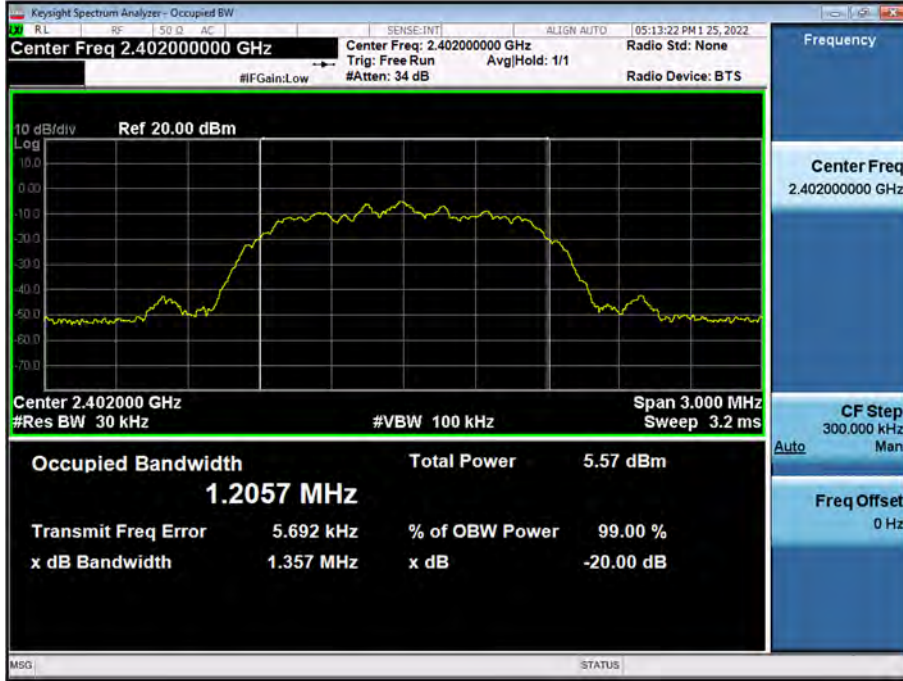 Keysight Spectrum Analyzer - Occupied BW
RL RF 50 Ω AC SENSE:INT ALIGN AUTO 05:13:22 PM 1 25, 2022
Center Freq 2.402000000 GHz
Center Freq: 2.402000000 GHz
Radio Std: None
Trig: Free Run Avg|Hold: 1/1
#IFGain:Low
#Atten: 34 dB
Radio Device: BTS
Frequency
10 dB/div Ref 20.00 dBm
Log
10.0
0.00
-10.0
-20.0
-30.0
-40.0
-50.0
-60.0
-70.0
Center 2.402000 GHz
Span 3.000 MHz
#Res BW 30 kHz
#VBW 100 kHz
Sweep 3.2 ms
Center Freq
2.402000000 GHz
CF Step
300.000 kHz
Auto Man
Freq Offset
0 Hz
Occupied Bandwidth
1.2057 MHz
Total Power 5.57 dBm
Transmit Freq Error 5.692 kHz
% of OBW Power 99.00 %
x dB Bandwidth 1.357 MHz
x dB -20.00 dB
MSG
STATUS